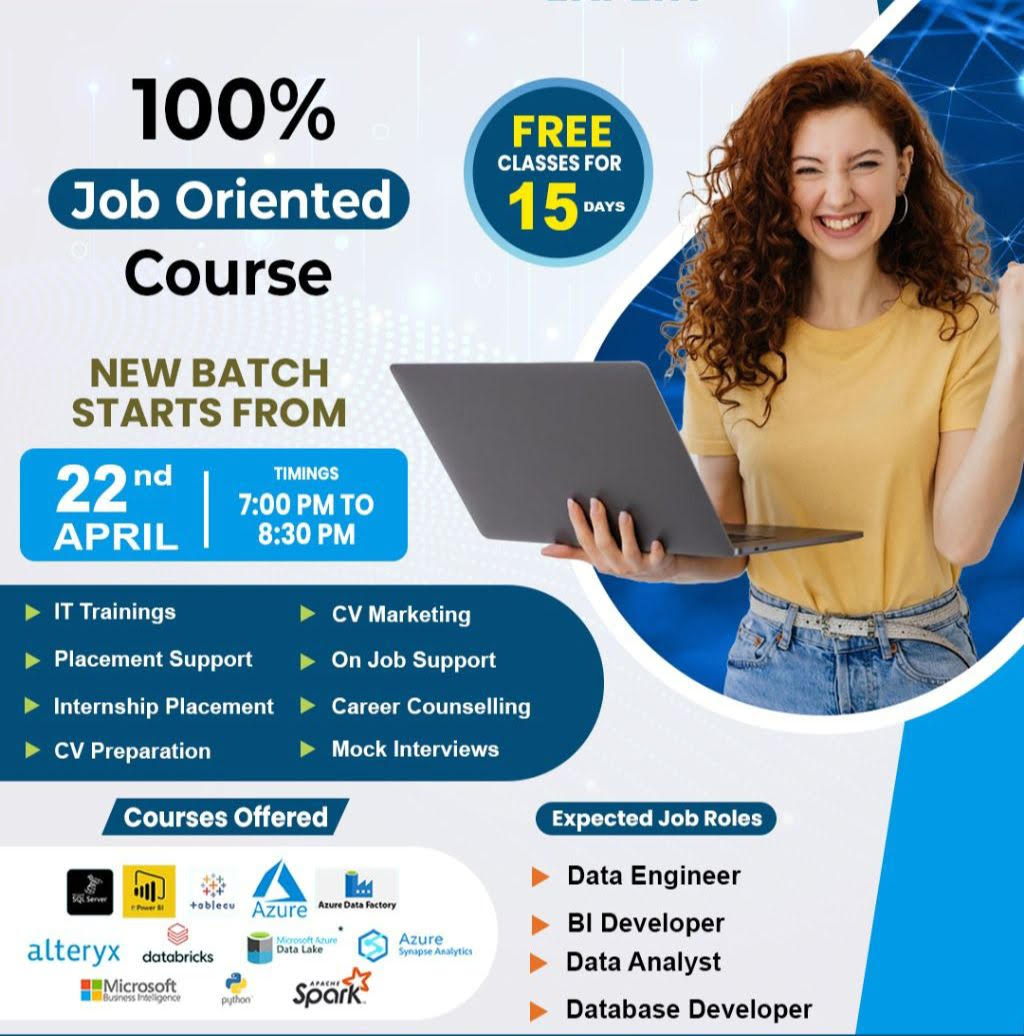 100%
Job Oriented
Course
FREE
CLASSES FOR
15 DAYS
NEW BATCH
STARTS FROM
22nd
APRIL
TIMINGS
7:00 PM TO
8:30 PM
IT Trainings
Placement Support
Internship Placement
CV Preparation
CV Marketing
On Job Support
Career Counselling
Mock Interviews
Courses Offered
SQL Server
Power BI
tableau
Azure
Azure Data Factory
alteryx
databricks
Microsoft Azure
Data Lake
Azure
Synapse Analytics
Microsoft
Business Intelligence
python
APACHE
Spark
Expected Job Roles
Data Engineer
BI Developer
Data Analyst
Database Developer